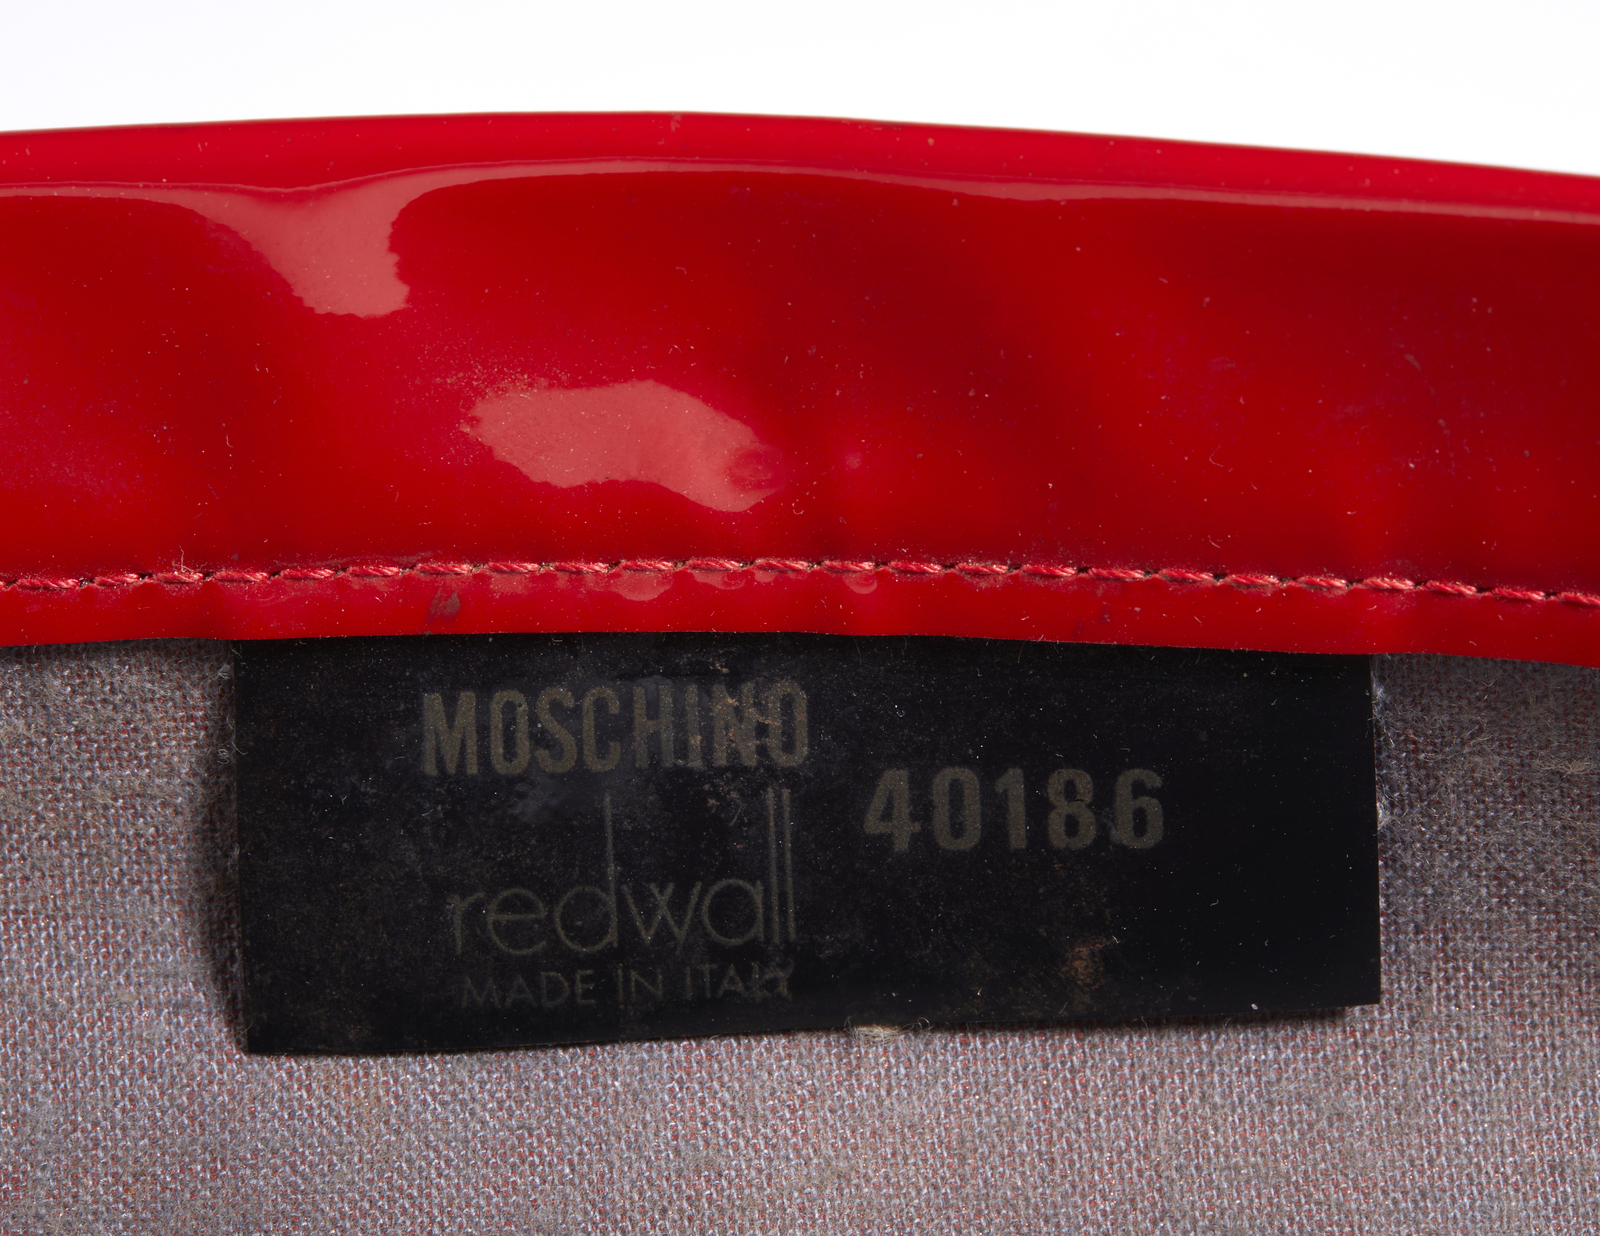 MOSCHINO
40186
redwall
MADE IN ITALY